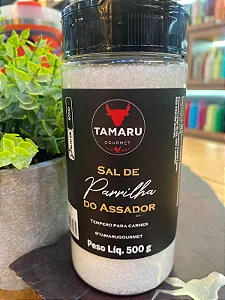 TAMARU
GOURMET
SAL DE
Parrilha
DO ASSADOR
TEMPERO PARA CARNES
@TAMARUGOURMET
Peso Líq. 500 g